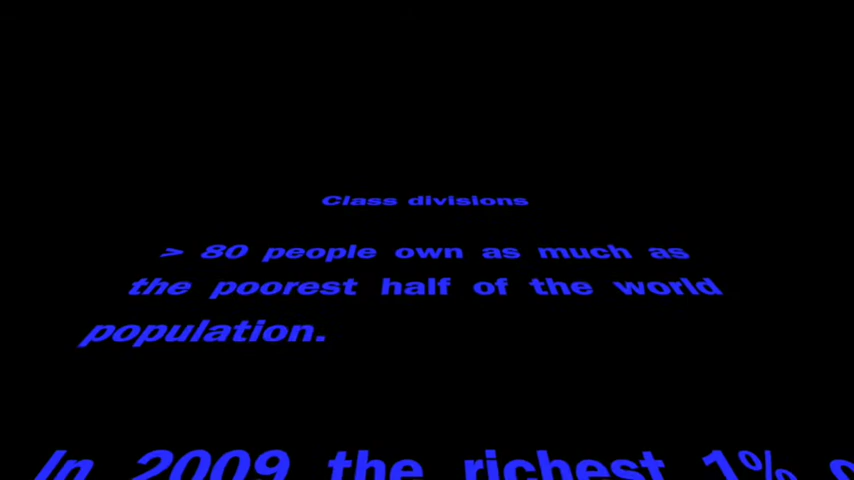 Class divisions
> 80 people own as much as
the poorest half of the world
population.
In 2009 the richest 1%